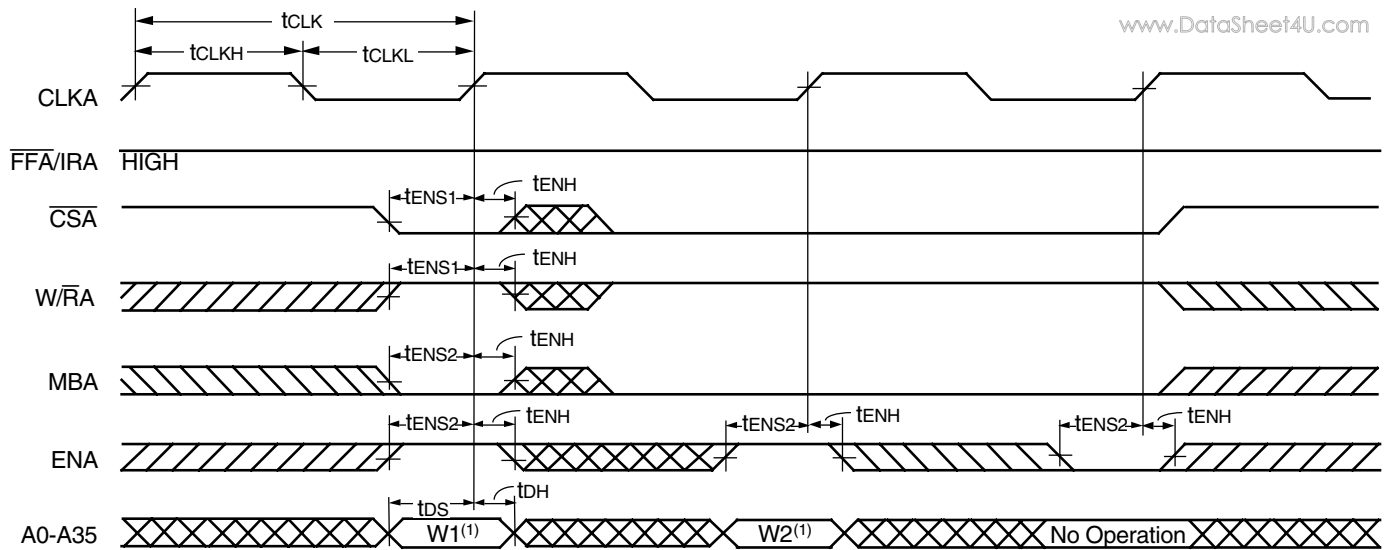 www.DataSheet4U.com
tCLK
tCLKH tCLKL
CLKA
FFA/IRA HIGH
tENS1 tENH
CSA
tENS1 tENH
W/RA
tENS2 tENH
MBA
tENS2 tENH tENS2 tENH tENS2 tENH
ENA
tDS tDH
A0-A35 W1(1) W2(1) No Operation